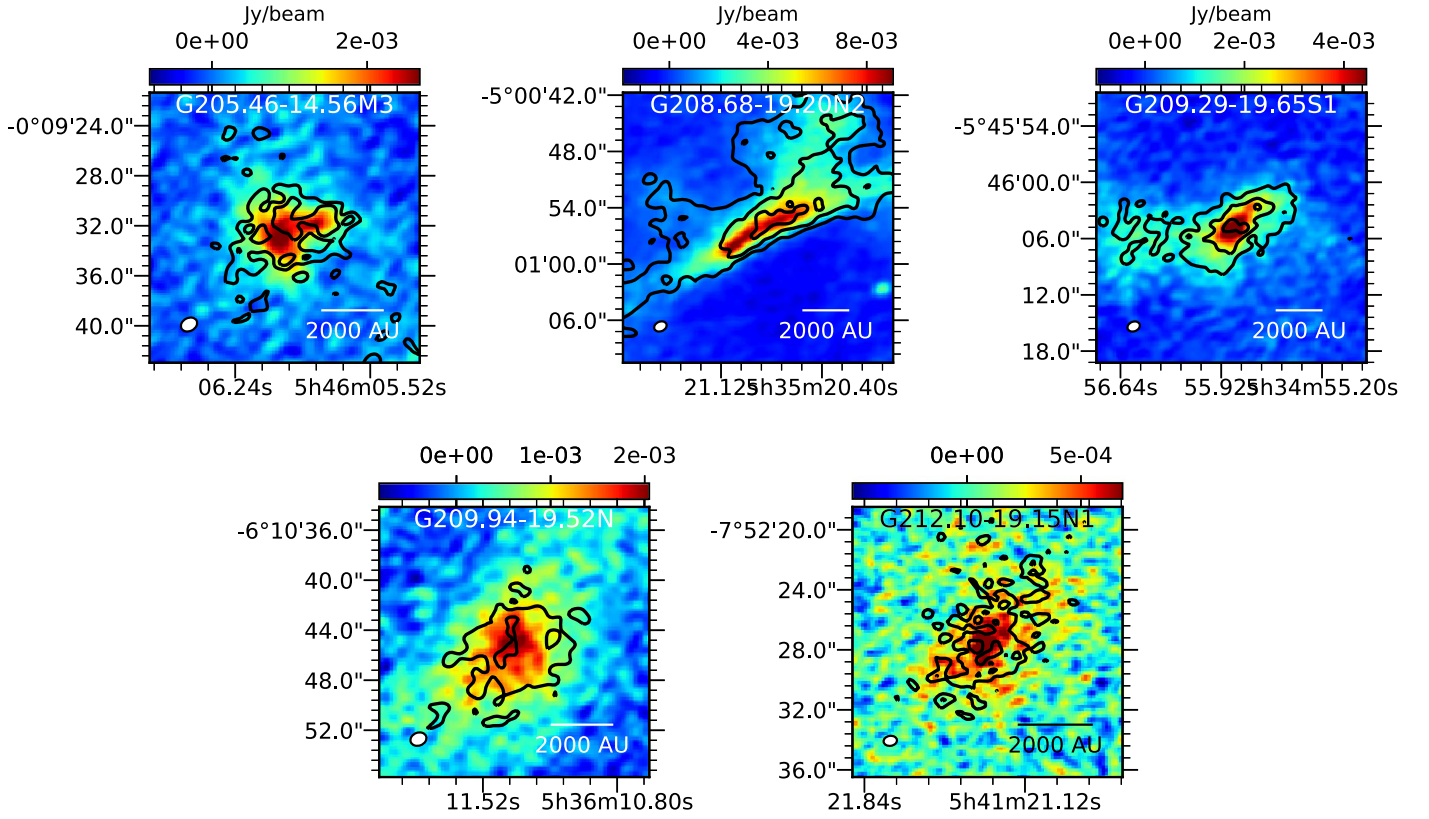 Jy/beam
0e+00 2e-03
G205.46-14.56M3
-0°09'24.0"
28.0"
32.0"
36.0"
40.0"
2000 AU
06.24s 5h46m05.52s
Jy/beam
0e+00 4e-03 8e-03
G208.68-19.20N2
-5°00'42.0"
48.0"
54.0"
01'00.0"
06.0"
2000 AU
21.12s 5h35m20.40s
Jy/beam
0e+00 2e-03 4e-03
G209.29-19.65S1
-5°45'54.0"
46'00.0"
06.0"
12.0"
18.0"
2000 AU
56.64s 55.92s 5h34m55.20s
0e+00 1e-03 2e-03
G209.94-19.52N
-6°10'36.0"
40.0"
44.0"
48.0"
52.0"
2000 AU
11.52s 5h36m10.80s
0e+00 5e-04
G212.10-19.15N1
-7°52'20.0"
24.0"
28.0"
32.0"
36.0"
2000 AU
21.84s 5h41m21.12s